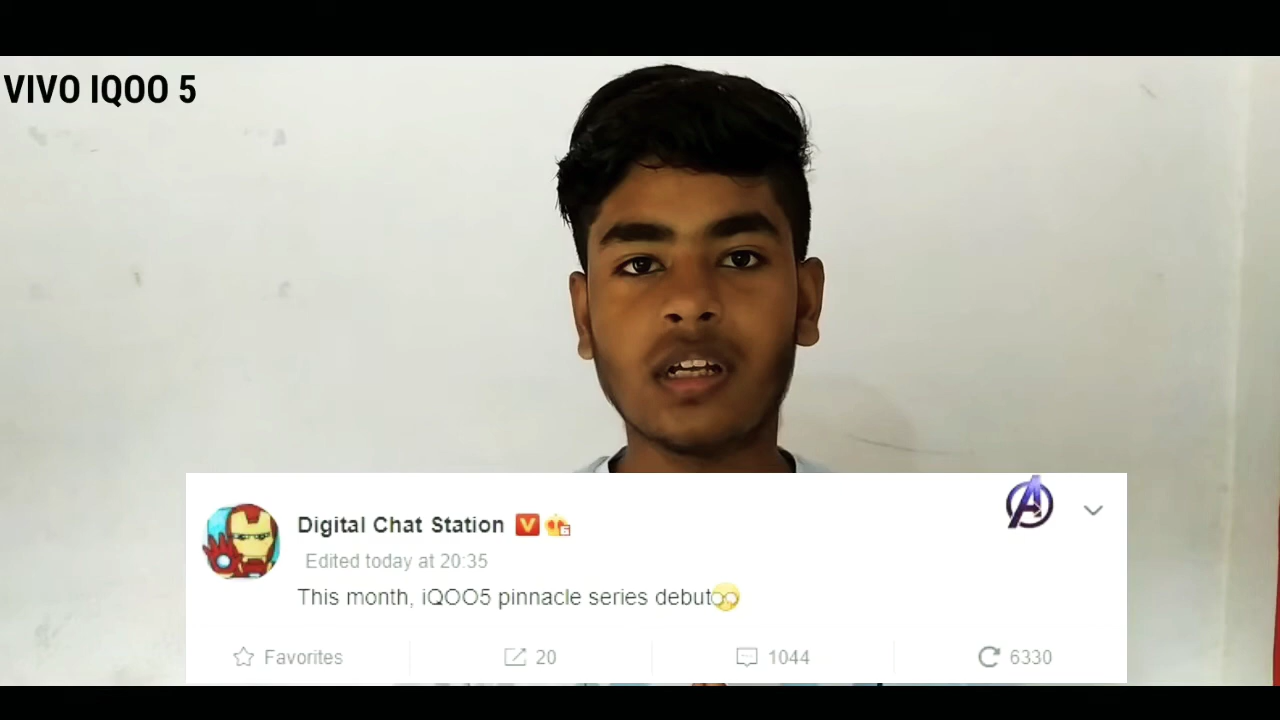 VIVO IQOO 5
Digital Chat Station
Edited today at 20:35
This month, iQOO5 pinnacle series debut
Favorites
20
1044
6330